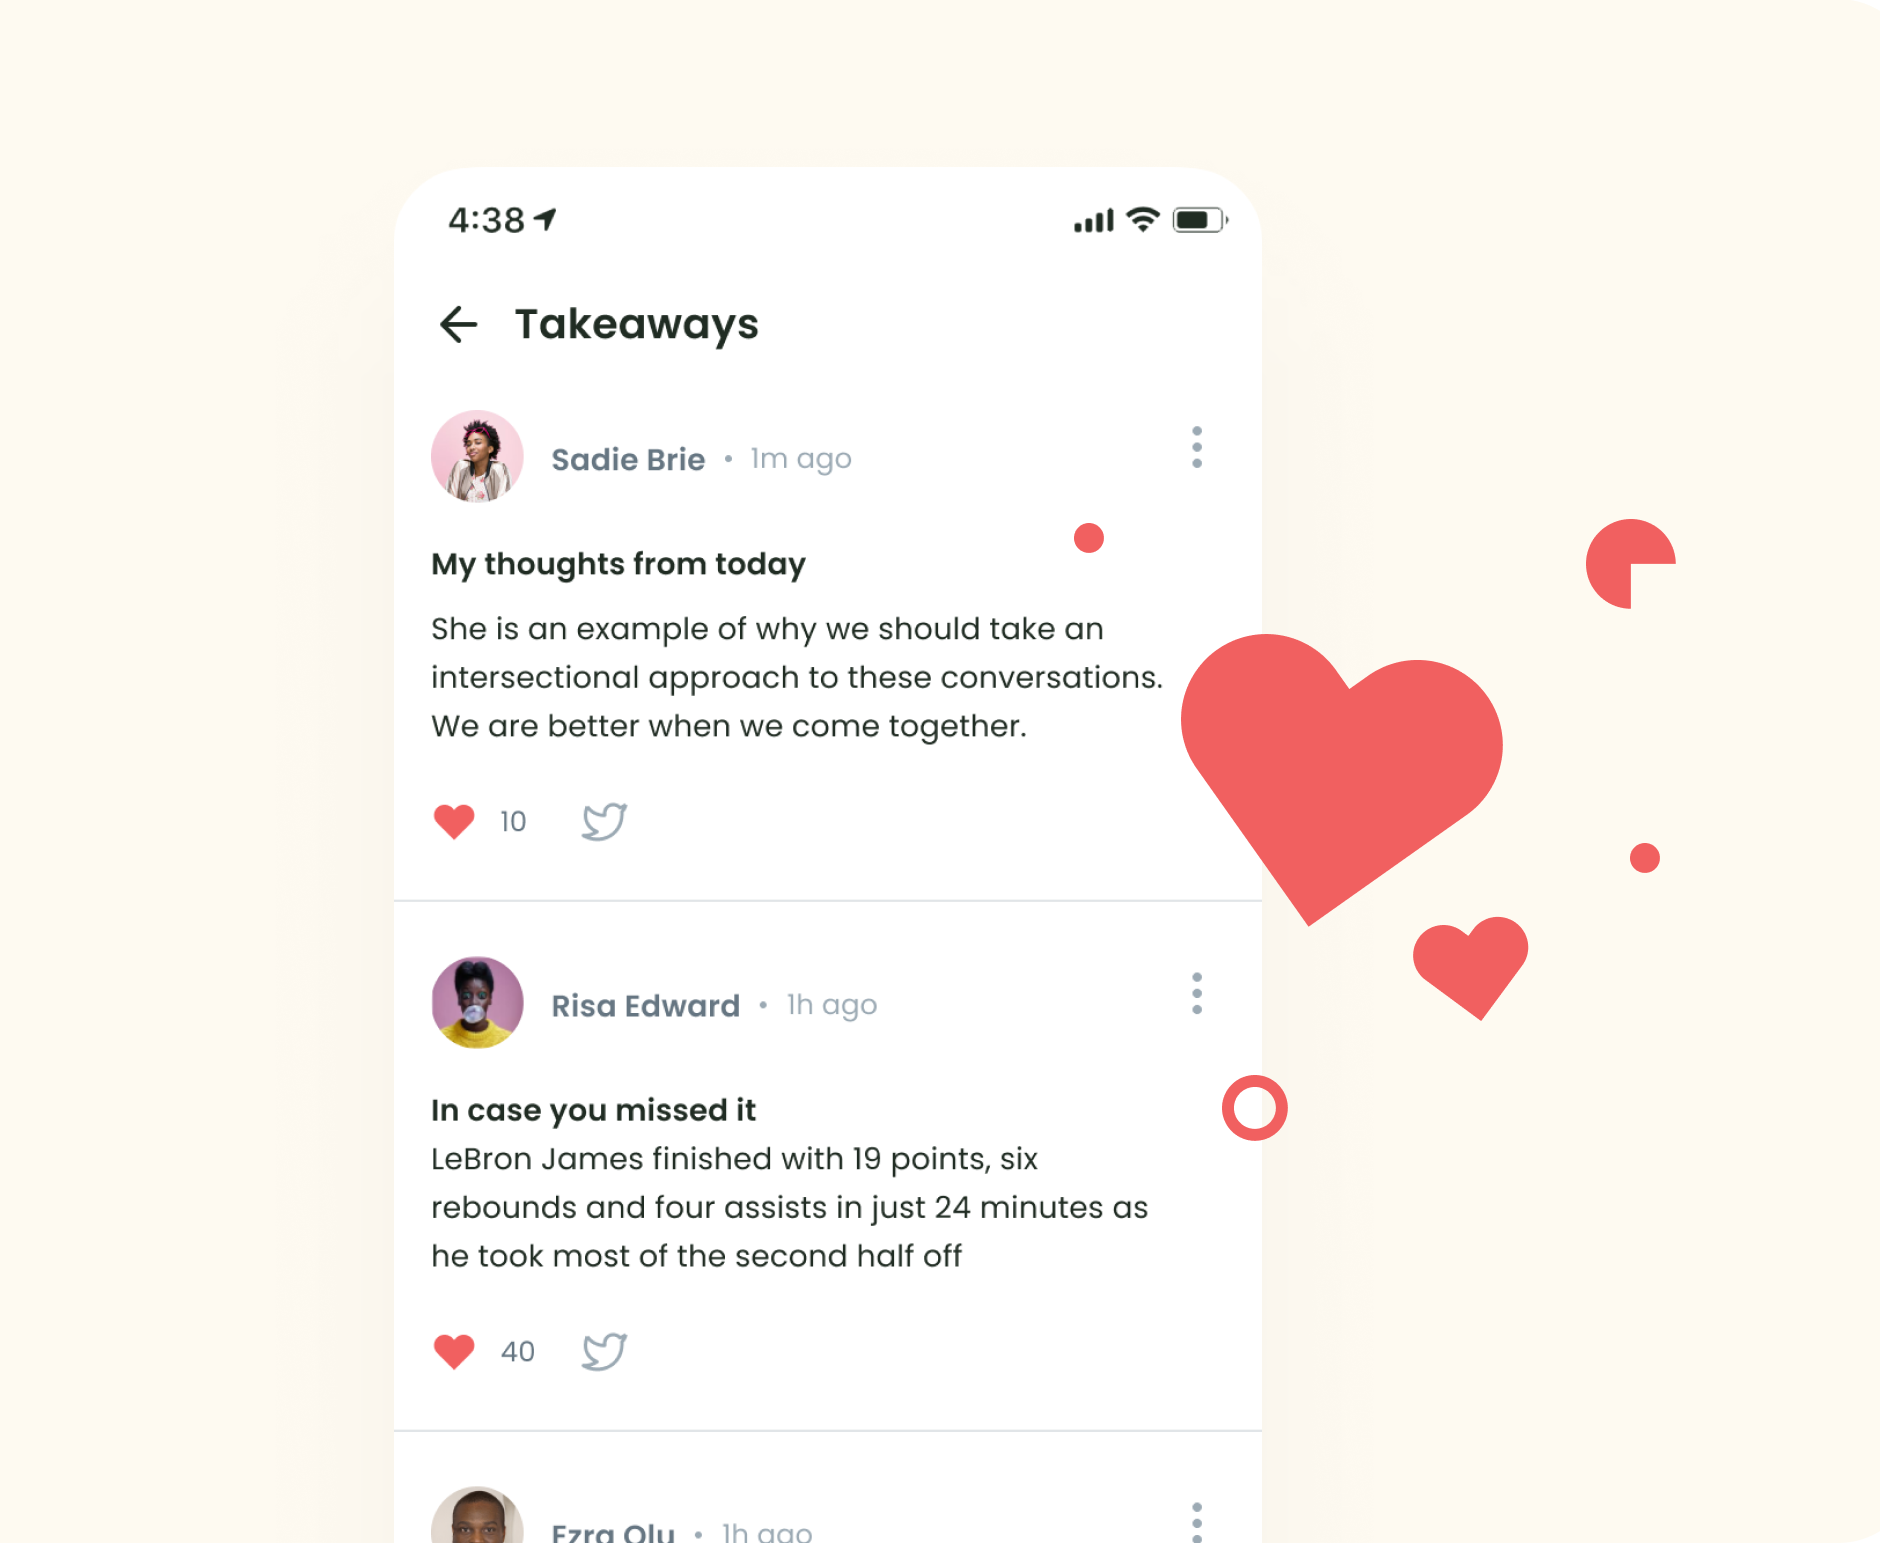 4:38
Takeaways
Sadie Brie • 1m ago
My thoughts from today
She is an example of why we should take an
intersectional approach to these conversations.
We are better when we come together.
10
Risa Edward • 1h ago
In case you missed it
LeBron James finished with 19 points, six
rebounds and four assists in just 24 minutes as
he took most of the second half off
40
Ezra Olu • 1h ago